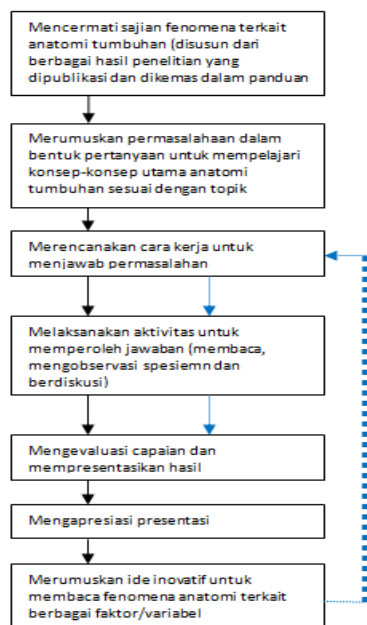 Mencermati sajian fenomena terkait
anatomi tumbuhan (disusun dari
berbagai hasil penelitian yang
dipublikasi dan dikemas dalam panduan
Merumuskan permasalahaan dalam
bentuk pertanyaan untuk mempelajari
konsep-konsep utama anatomi
tumbuhan sesuai dengan topik
Merencanakan cara kerja untuk
menjawab permasalahan
Melaksanakan aktivitas untuk
memperoleh jawaban (membaca,
mengobservasi spesiemn dan
berdiskusi)
Mengevaluasi capaian dan
mempresentasikan hasil
Mengapresiasi presentasi
Merumuskan ide inovatif untuk
membaca fenomena anatomi terkait
berbagai faktor/variabel